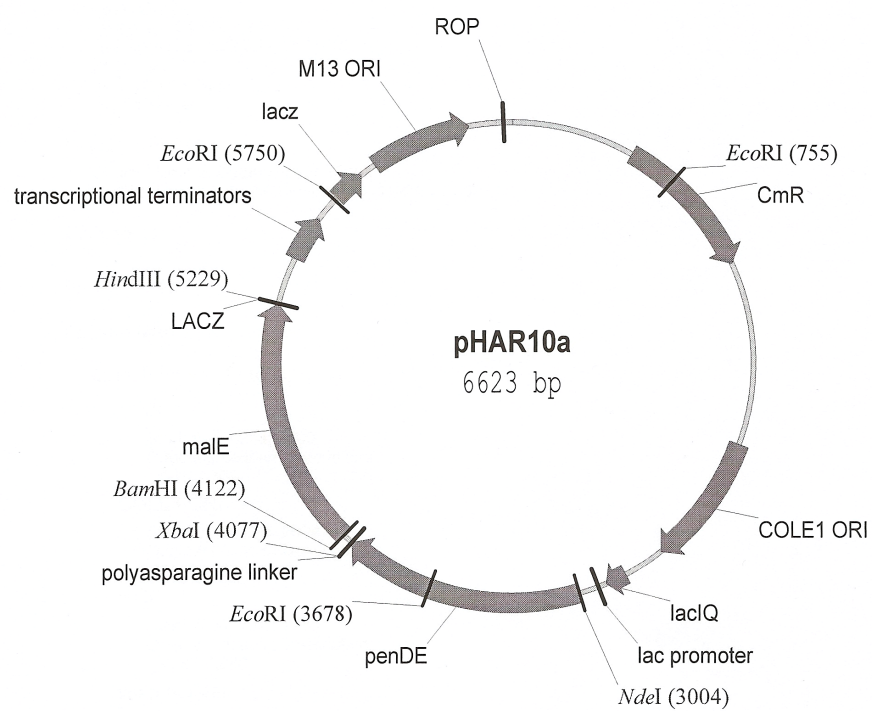 ROP
M13 ORI
lacz
EcoRI (5750)
transcriptional terminators
HindIII (5229)
LACZ
malE
BamHI (4122)
XbaI (4077)
polyasparagine linker
EcoRI (3678)
penDE
pHAR10a
6623 bp
EcoRI (755)
CmR
COLE1 ORI
lacIQ
lac promoter
NdeI (3004)